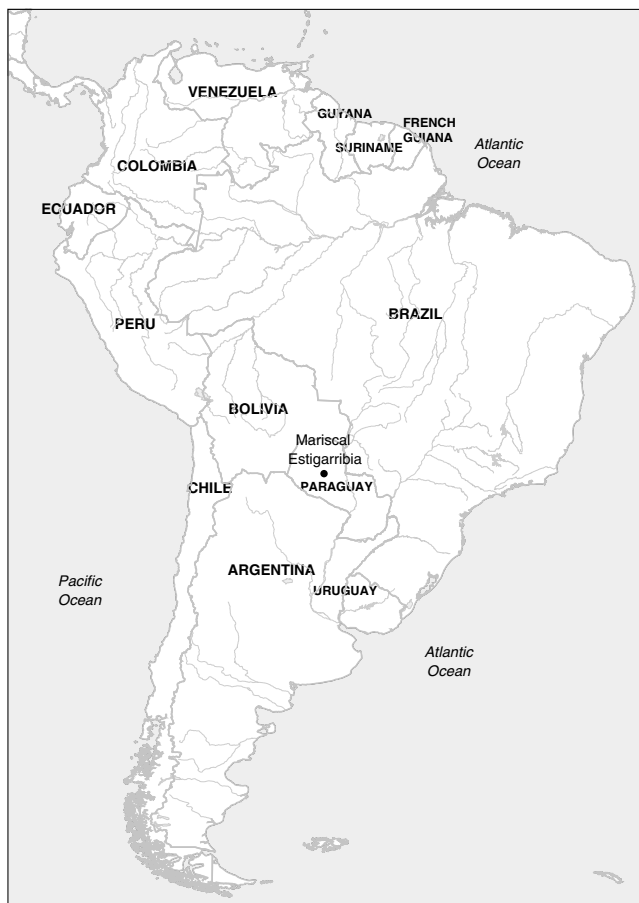 VENEZUELA
GUYANA
FRENCH
GUIANA
SURINAME
Atlantic
Ocean
COLOMBIA
ECUADOR
PERU
BRAZIL
BOLIVIA
Mariscal
Estigarribia
PARAGUAY
CHILE
ARGENTINA
Pacific
Ocean
URUGUAY
Atlantic
Ocean